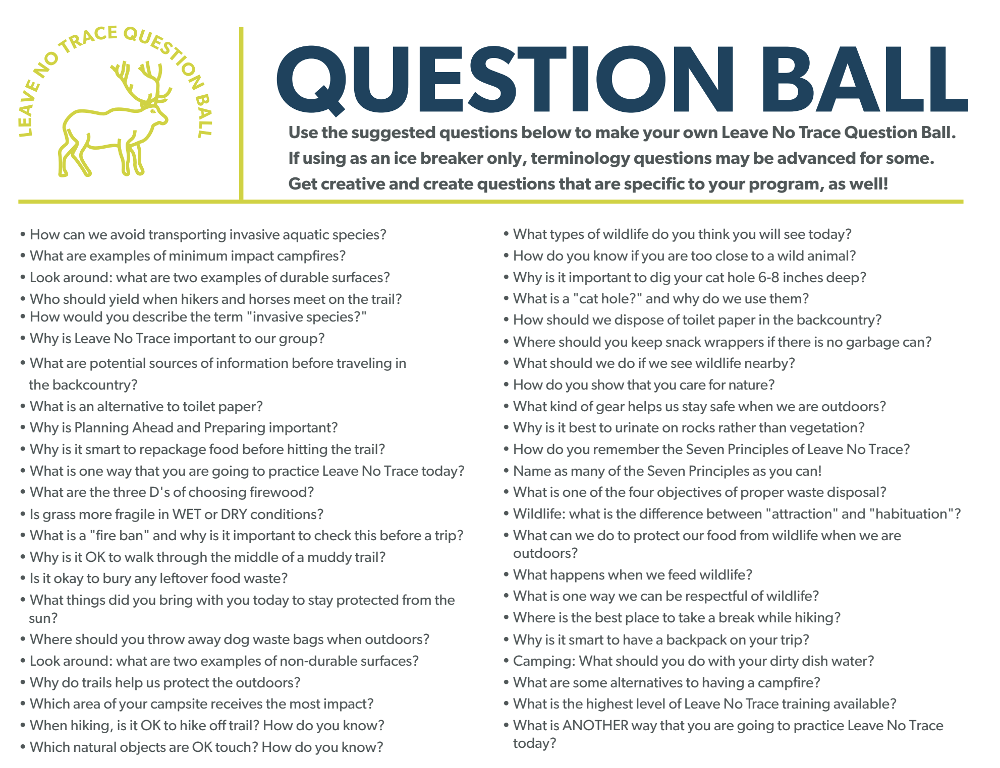 LEAVE NO TRACE QUESTION BALL
QUESTION BALL
Use the suggested questions below to make your own Leave No Trace Question Ball.
If using as an ice breaker only, terminology questions may be advanced for some.
Get creative and create questions that are specific to your program, as well!
• How can we avoid transporting invasive aquatic species?
• What are examples of minimum impact campfires?
• Look around: what are two examples of durable surfaces?
• Who should yield when hikers and horses meet on the trail?
• How would you describe the term "invasive species?"
• Why is Leave No Trace important to our group?
• What are potential sources of information before traveling in
the backcountry?
• What is an alternative to toilet paper?
• Why is Planning Ahead and Preparing important?
• Why is it smart to repackage food before hitting the trail?
• What is one way that you are going to practice Leave No Trace today?
• What are the three D's of choosing firewood?
• Is grass more fragile in WET or DRY conditions?
• What is a "fire ban" and why is it important to check this before a trip?
• Why is it OK to walk through the middle of a muddy trail?
• Is it okay to bury any leftover food waste?
• What things did you bring with you today to stay protected from the
sun?
• Where should you throw away dog waste bags when outdoors?
• Look around: what are two examples of non-durable surfaces?
• Why do trails help us protect the outdoors?
• Which area of your campsite receives the most impact?
• When hiking, is it OK to hike off trail? How do you know?
• Which natural objects are OK touch? How do you know?
• What types of wildlife do you think you will see today?
• How do you know if you are too close to a wild animal?
• Why is it important to dig your cat hole 6-8 inches deep?
• What is a "cat hole?" and why do we use them?
• How should we dispose of toilet paper in the backcountry?
• Where should you keep snack wrappers if there is no garbage can?
• What should we do if we see wildlife nearby?
• How do you show that you care for nature?
• What kind of gear helps us stay safe when we are outdoors?
• Why is it best to urinate on rocks rather than vegetation?
• How do you remember the Seven Principles of Leave No Trace?
• Name as many of the Seven Principles as you can!
• What is one of the four objectives of proper waste disposal?
• Wildlife: what is the difference between "attraction" and "habituation"?
• What can we do to protect our food from wildlife when we are
outdoors?
• What happens when we feed wildlife?
• What is one way we can be respectful of wildlife?
• Where is the best place to take a break while hiking?
• Why is it smart to have a backpack on your trip?
• Camping: What should you do with your dirty dish water?
• What are some alternatives to having a campfire?
• What is the highest level of Leave No Trace training available?
• What is ANOTHER way that you are going to practice Leave No Trace
today?